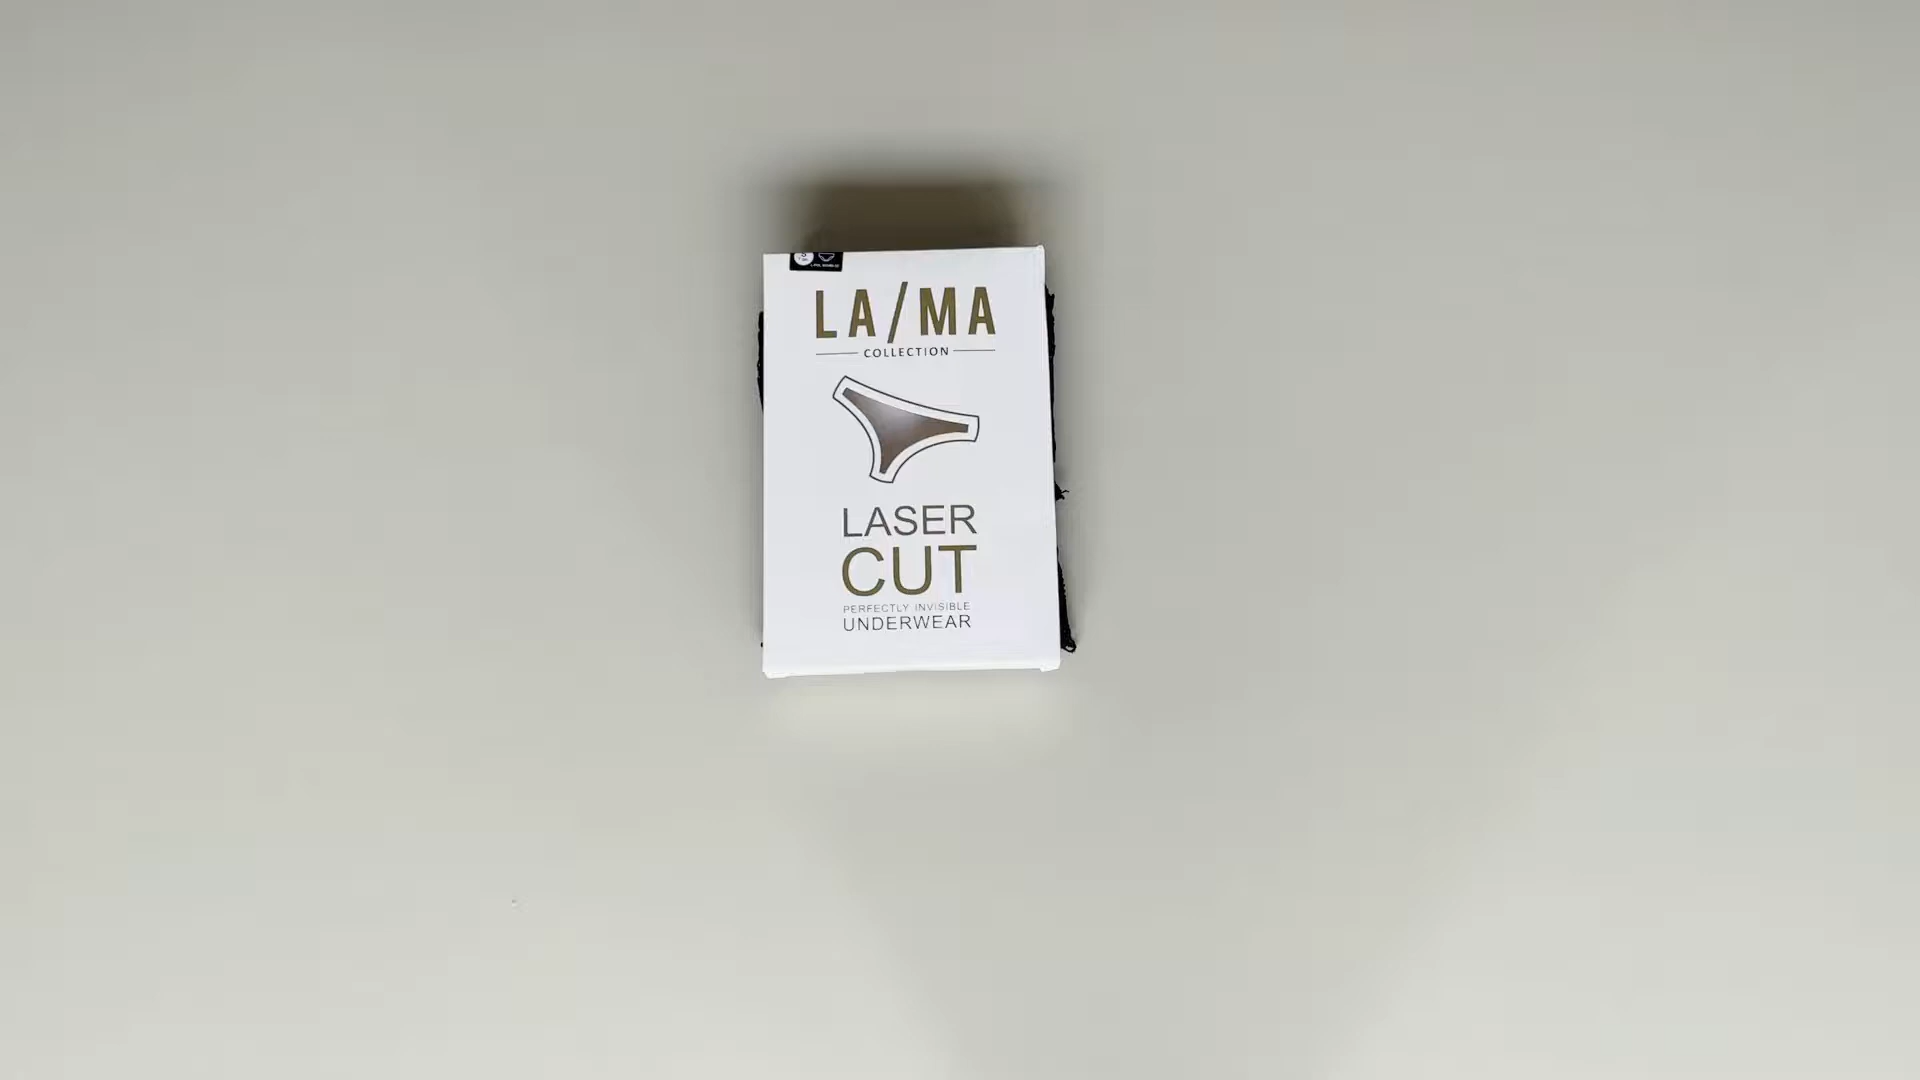 LA/MA
COLLECTION
LASER
CUT
PERFECTLY INVISIBLE
UNDERWEAR